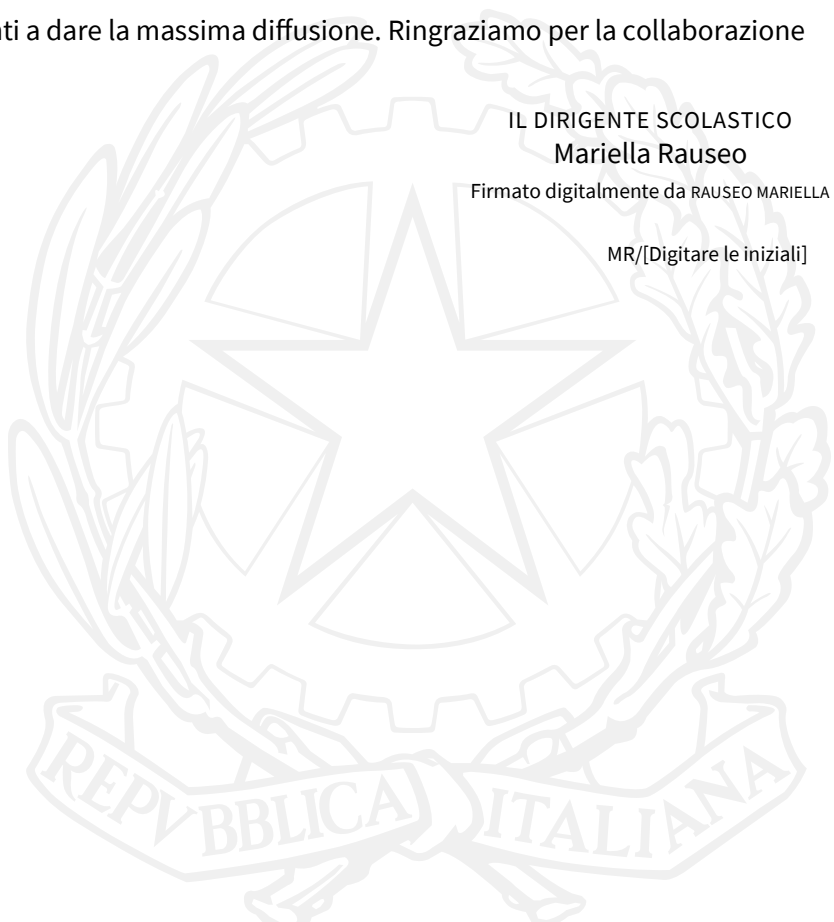 ti a dare la massima diffusione. Ringraziamo per la collaborazione
IL DIRIGENTE SCOLASTICO
Mariella Rauseo
Firmato digitalmente da RAUSEO MARIELLA
MR/[Digitare le iniziali]
REPVBBLICA ITALIANA